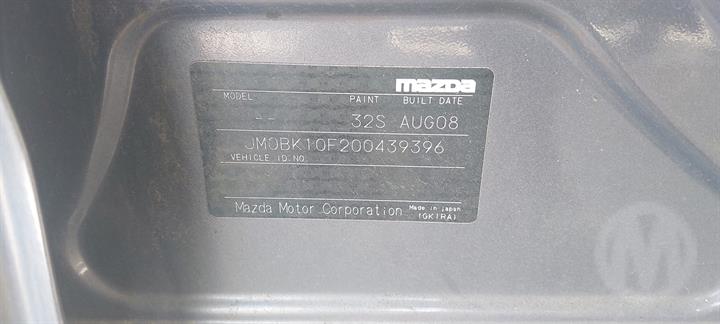 mazda
MODEL PAINT BUILT DATE
-- 32S AUG08
JM0BK10F200439396
VEHICLE ID.NO.
Mazda Motor Corporation Made in Japan
(GKIRA)